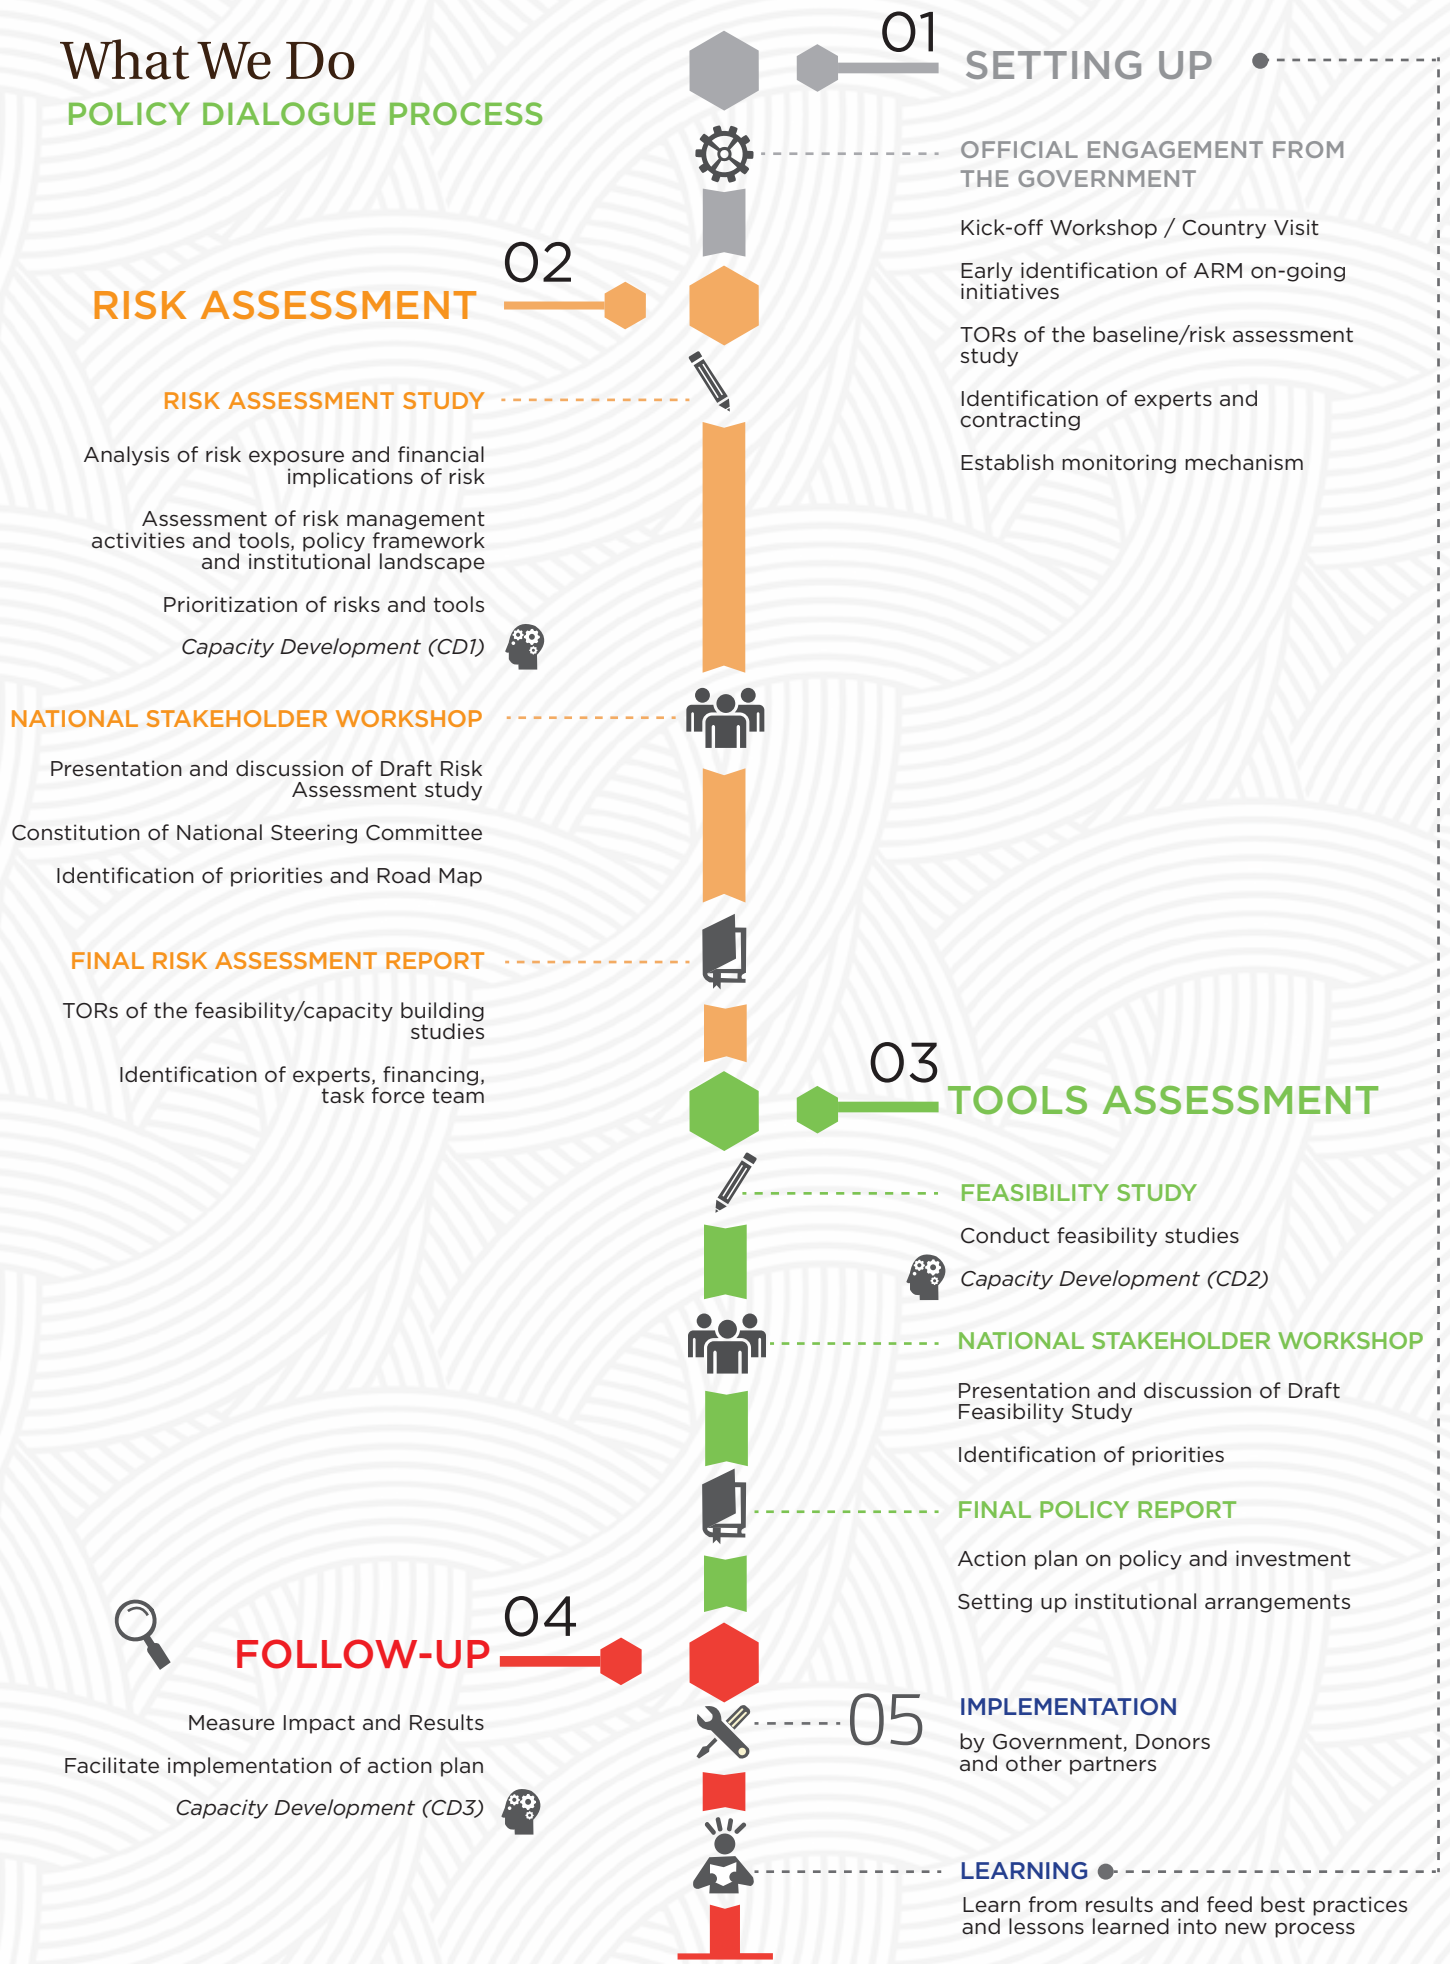 What We Do
POLICY DIALOGUE PROCESS
01
SETTING UP
OFFICIAL ENGAGEMENT FROM
THE GOVERNMENT
Kick-off Workshop / Country Visit
Early identification of ARM on-going
initiatives
TORs of the baseline/risk assessment
study
Identification of experts and
contracting
Establish monitoring mechanism
02
RISK ASSESSMENT
RISK ASSESSMENT STUDY
Analysis of risk exposure and financial
implications of risk
Assessment of risk management
activities and tools, policy framework
and institutional landscape
Prioritization of risks and tools
Capacity Development (CD1)
NATIONAL STAKEHOLDER WORKSHOP
Presentation and discussion of Draft Risk
Assessment study
Constitution of National Steering Committee
Identification of priorities and Road Map
FINAL RISK ASSESSMENT REPORT
TORs of the feasibility/capacity building
studies
Identification of experts, financing,
task force team
03
TOOLS ASSESSMENT
FEASIBILITY STUDY
Conduct feasibility studies
Capacity Development (CD2)
NATIONAL STAKEHOLDER WORKSHOP
Presentation and discussion of Draft
Feasibility Study
Identification of priorities
FINAL POLICY REPORT
Action plan on policy and investment
Setting up institutional arrangements
04
FOLLOW-UP
Measure Impact and Results
Facilitate implementation of action plan
Capacity Development (CD3)
05
IMPLEMENTATION
by Government, Donors
and other partners
LEARNING
Learn from results and feed best practices
and lessons learned into new process